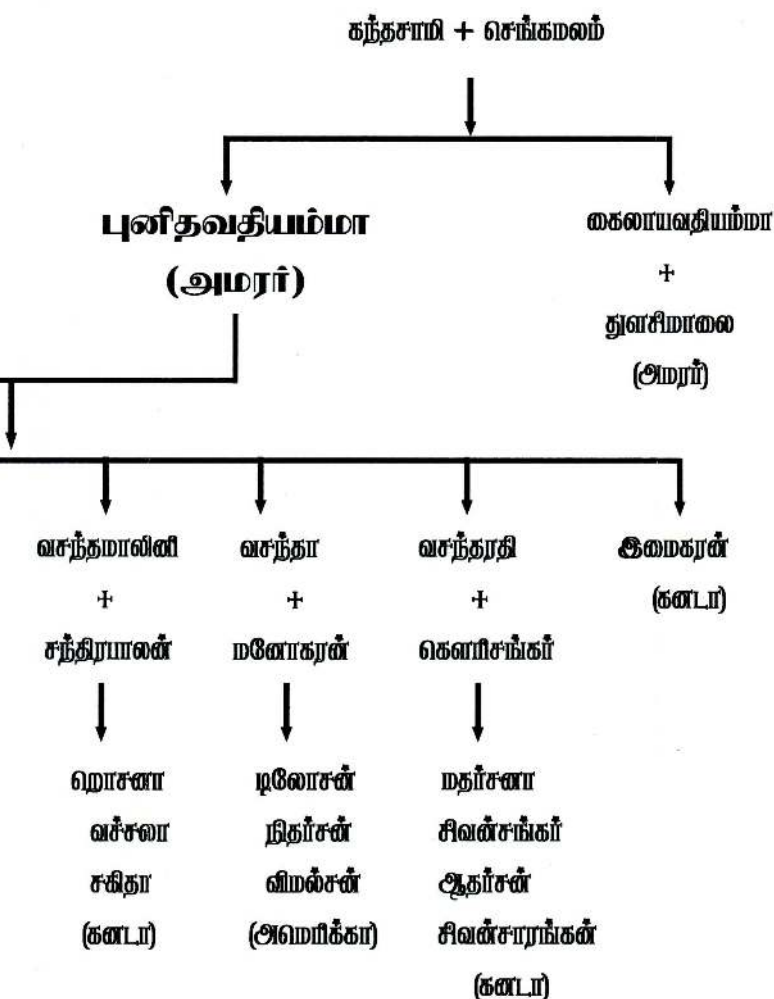 கந்தசாமி + செங்கமலம்
புனிதவதியம்மா
(அமரர்)
கைலாயவதியம்மா
+
துளசிமாலை
(அமரர்)
வசந்தமாலினி
+
சந்திரபாலன்
றொசனா
வச்சலா
சகிதா
(கனடா)
வசந்தா
+
மனோகரன்
டிலோசன்
நிதர்சன்
விமல்சன்
(அமெரிக்கா)
வசந்தரதி
+
கௌரிசங்கர்
மதர்சனா
சிவன்சங்கர்
ஆதர்சன்
சிவன்சாரங்கன்
(கனடா)
இமைகரன்
(கனடா)